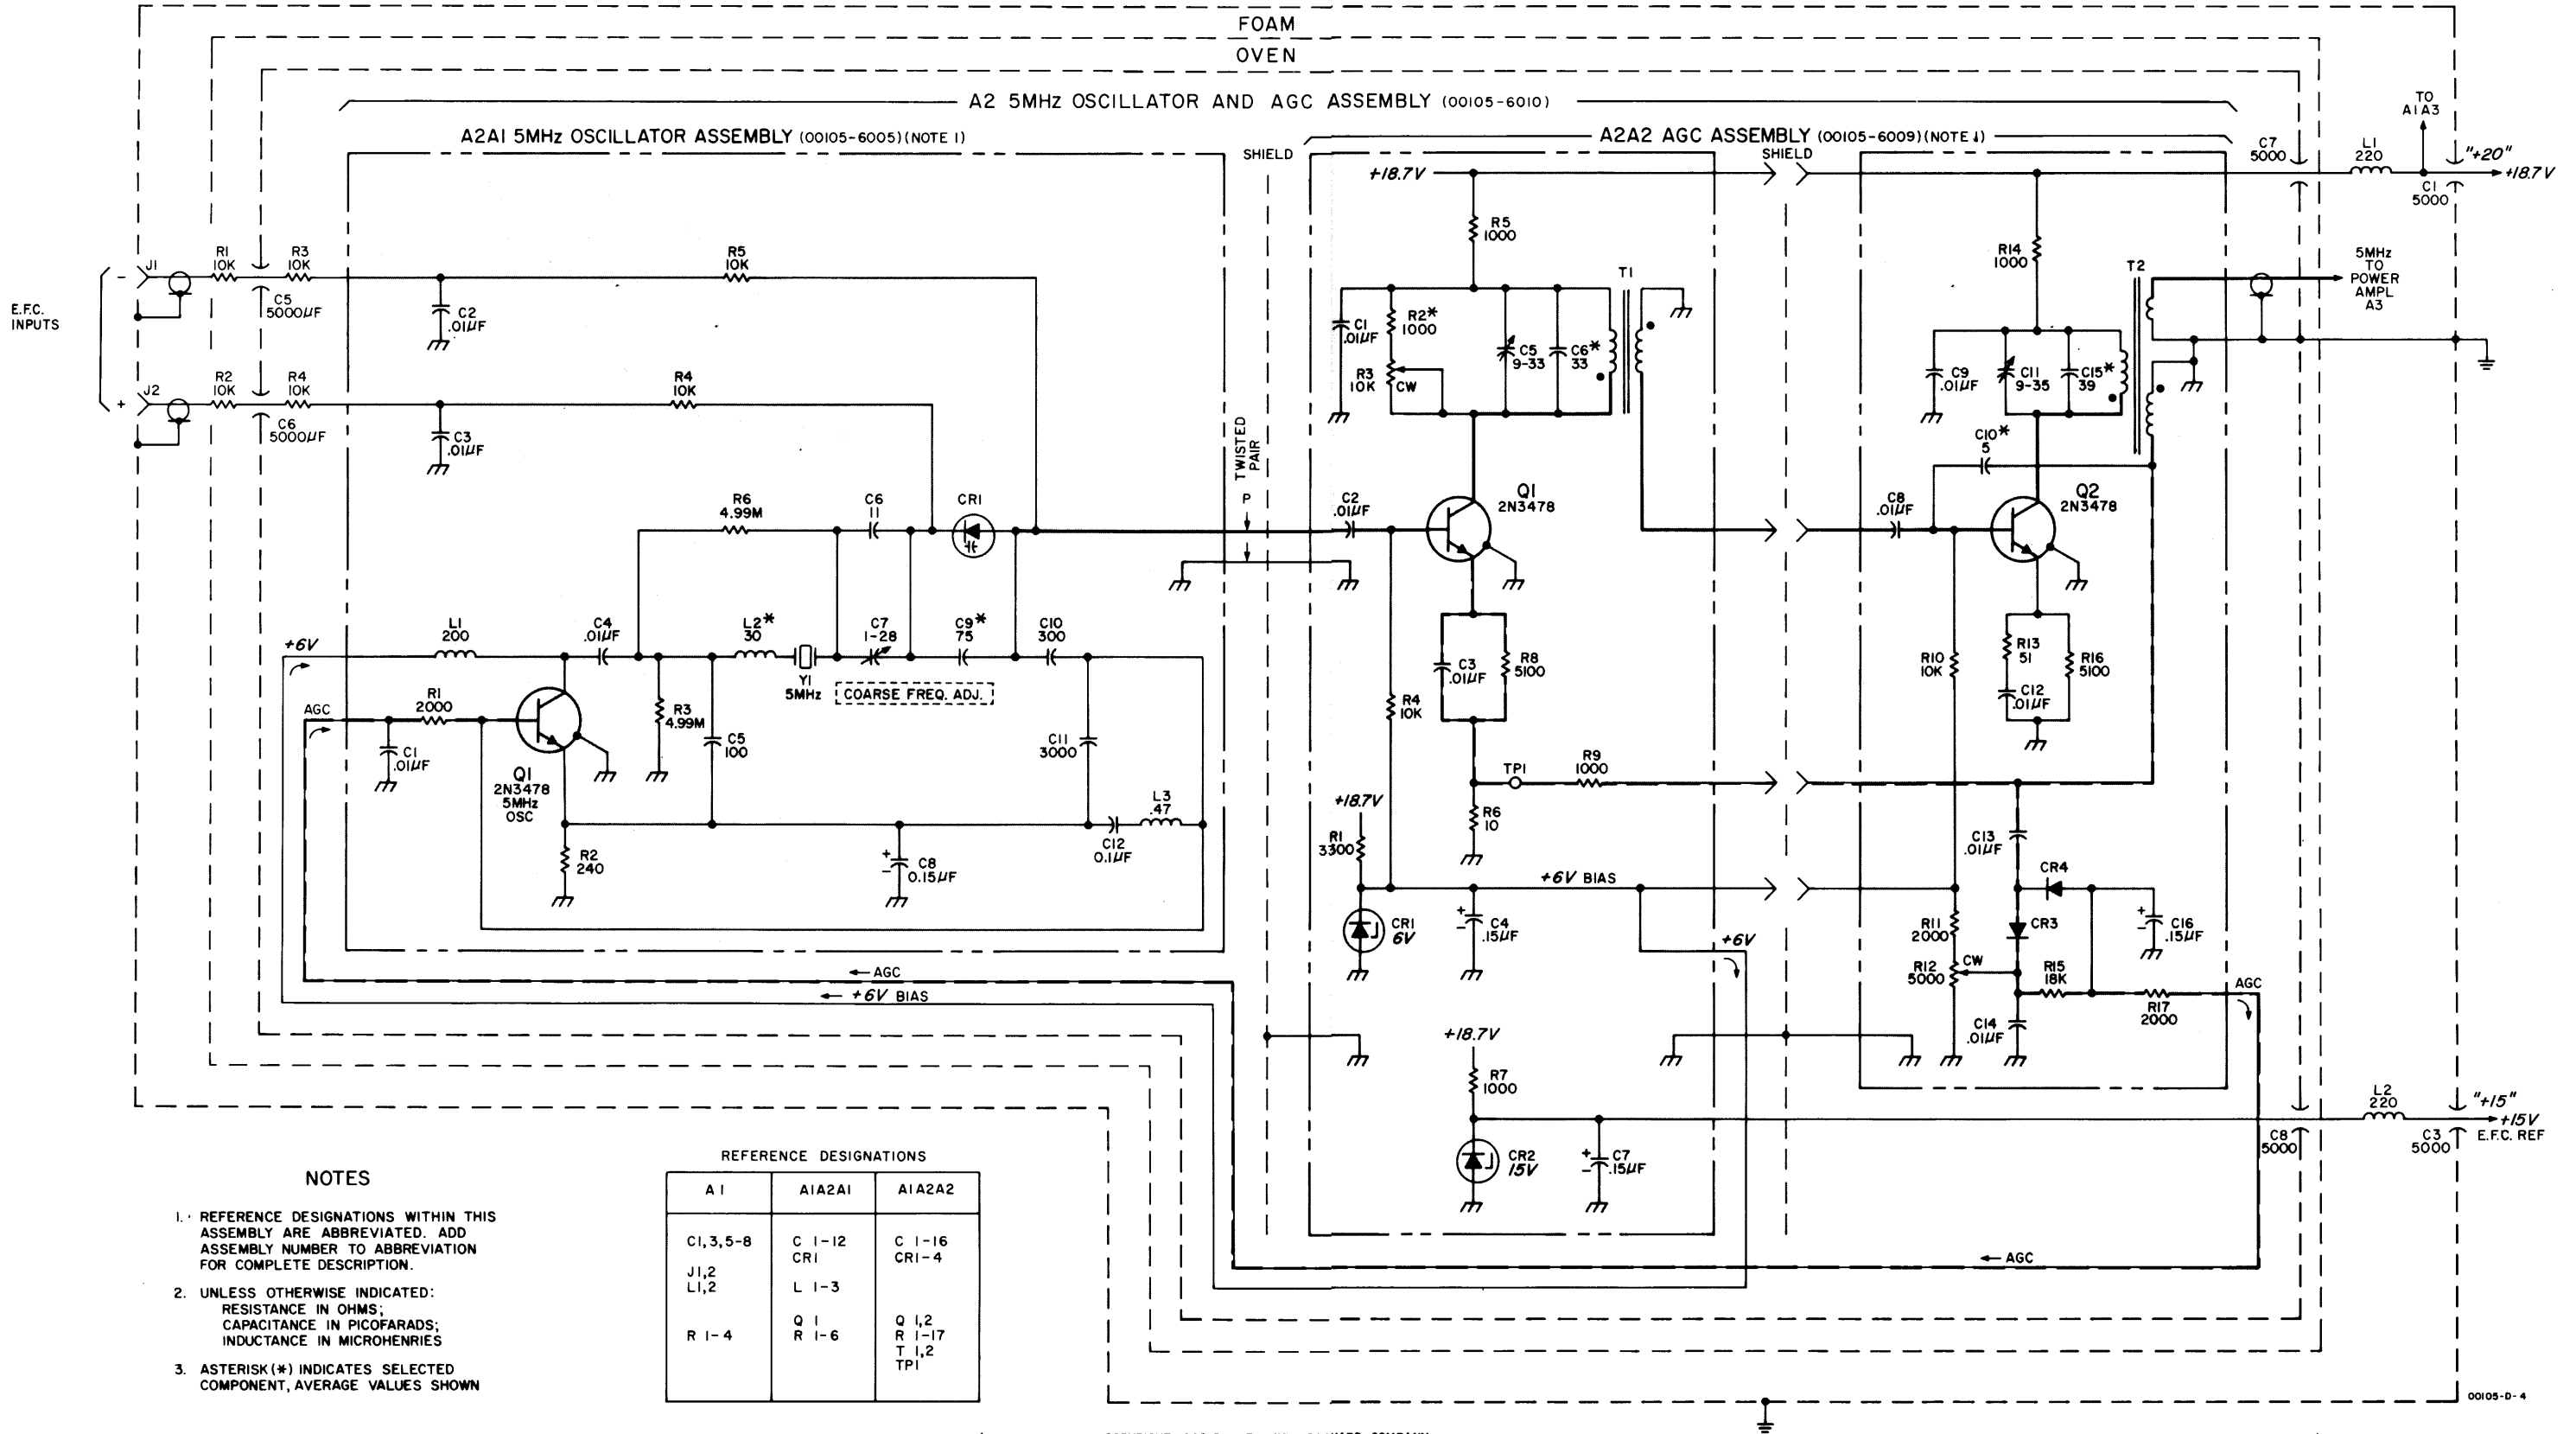 FOAM
OVEN
A2 5MHz OSCILLATOR AND AGC ASSEMBLY (00105-6010)
A2A1 5MHz OSCILLATOR ASSEMBLY (00105-6005)(NOTE 1)
SHIELD
A2A2 AGC ASSEMBLY (00105-6009)(NOTE 1)
SHIELD
TO
A1A3
C7
5000
L1
220
"+20"
+18.7V
C1
5000
+18.7V
E.F.C.
INPUTS
-
J1
R1
10K
R3
10K
C5
5000µF
C2
.01µF
R5
10K
+
J2
R2
10K
R4
10K
C6
5000µF
C3
.01µF
R4
10K
R6
4.99M
C6
11
CR1
TWISTED
PAIR
P
+6V
L1
200
C4
.01µF
L2*
30
Y1
5MHz
C7
1-28
COARSE FREQ. ADJ.
C9*
75
C10
300
AGC
R1
2000
C1
.01µF
Q1
2N3478
5MHz
OSC
R3
4.99M
C5
100
C11
3000
L3
.47
C12
0.1µF
R2
240
+
-
C8
0.15µF
← AGC
← +6V BIAS
R5
1000
C1
.01µF
R2*
1000
R3
10K
CW
C5
9-33
C6*
33
T1
C2
.01µF
Q1
2N3478
C3
.01µF
R8
5100
R4
10K
TP1
R9
1000
R6
10
+18.7V
R1
3300
+6V BIAS
CR1
6V
+
-
C4
.15µF
+6V
+18.7V
R7
1000
CR2
15V
+
-
C7
.15µF
R14
1000
T2
5MHz
TO
POWER
AMPL
A3
C9
.01µF
C11
9-35
C15*
39
C10*
5
C8
.01µF
Q2
2N3478
R10
10K
R13
51
C12
.01µF
R16
5100
C13
.01µF
CR4
CR3
R11
2000
R12
5000
CW
R15
18K
+
-
C16
.15µF
R17
2000
AGC
C14
.01µF
L2
220
"+15"
+15V
E.F.C. REF
C8
5000
C3
5000
← AGC
NOTES
1. REFERENCE DESIGNATIONS WITHIN THIS
ASSEMBLY ARE ABBREVIATED. ADD
ASSEMBLY NUMBER TO ABBREVIATION
FOR COMPLETE DESCRIPTION.
2. UNLESS OTHERWISE INDICATED:
RESISTANCE IN OHMS;
CAPACITANCE IN PICOFARADS;
INDUCTANCE IN MICROHENRIES
3. ASTERISK(*) INDICATES SELECTED
COMPONENT, AVERAGE VALUES SHOWN
REFERENCE DESIGNATIONS
A1 A1A2A1 A1A2A2
C1,3,5-8 C 1-12 C 1-16
CR1 CR1-4
J1,2
L1,2 L 1-3
Q 1 Q 1,2
R 1-4 R 1-6 R 1-17
T 1,2
TP1
00105-D-4